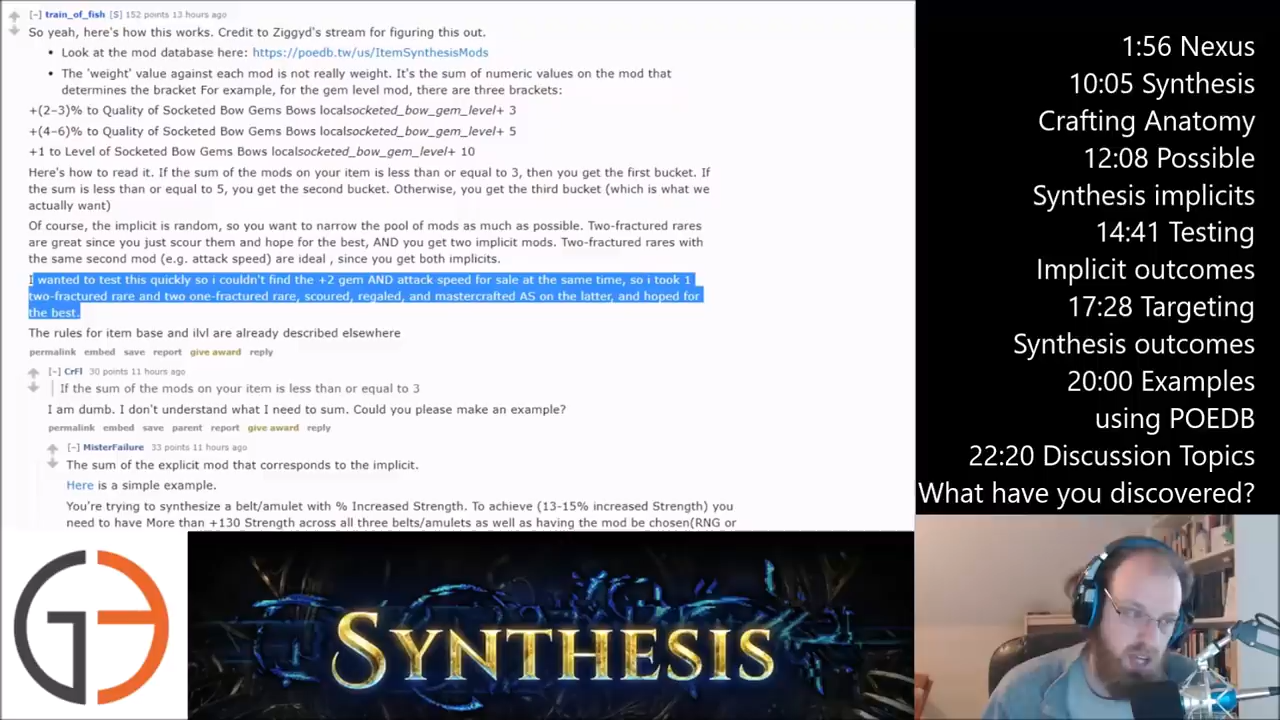 [–] train_of_fish [S] 152 points 13 hours ago
So yeah, here's how this works. Credit to Ziggyd's stream for figuring this out.
• Look at the mod database here: https://poedb.tw/us/ItemSynthesisMods
• The 'weight' value against each mod is not really weight. It's the sum of numeric values on the mod that
determines the bracket For example, for the gem level mod, there are three brackets:
+(2–3)% to Quality of Socketed Bow Gems Bows localsocketed_bow_gem_level+ 3
+(4–6)% to Quality of Socketed Bow Gems Bows localsocketed_bow_gem_level+ 5
+1 to Level of Socketed Bow Gems Bows localsocketed_bow_gem_level+ 10
Here's how to read it. If the sum of the mods on your item is less than or equal to 3, then you get the first bucket. If
the sum is less than or equal to 5, you get the second bucket. Otherwise, you get the third bucket (which is what we
actually want)
Of course, the implicit is random, so you want to narrow the pool of mods as much as possible. Two-fractured rares
are great since you just scour them and hope for the best, AND you get two implicit mods. Two-fractured rares with
the same second mod (e.g. attack speed) are ideal , since you get both implicits.
I wanted to test this quickly so i couldn't find the +2 gem AND attack speed for sale at the same time, so i took 1
two-fractured rare and two one-fractured rare, scoured, regaled, and mastercrafted AS on the latter, and hoped for
the best.
The rules for item base and ilvl are already described elsewhere
permalink embed save report give award reply
[–] CrFl 30 points 11 hours ago
If the sum of the mods on your item is less than or equal to 3
I am dumb. I don't understand what I need to sum. Could you please make an example?
permalink embed save parent report give award reply
[–] MisterFailure 33 points 11 hours ago
The sum of the explicit mod that corresponds to the implicit.
Here is a simple example.
You're trying to synthesize a belt/amulet with % Increased Strength. To achieve (13-15% increased Strength) you
need to have More than +130 Strength across all three belts/amulets as well as having the mod be chosen(RNG or
1:56 Nexus
10:05 Synthesis
Crafting Anatomy
12:08 Possible
Synthesis implicits
14:41 Testing
Implicit outcomes
17:28 Targeting
Synthesis outcomes
20:00 Examples
using POEDB
22:20 Discussion Topics
What have you discovered?
SYNTHESIS